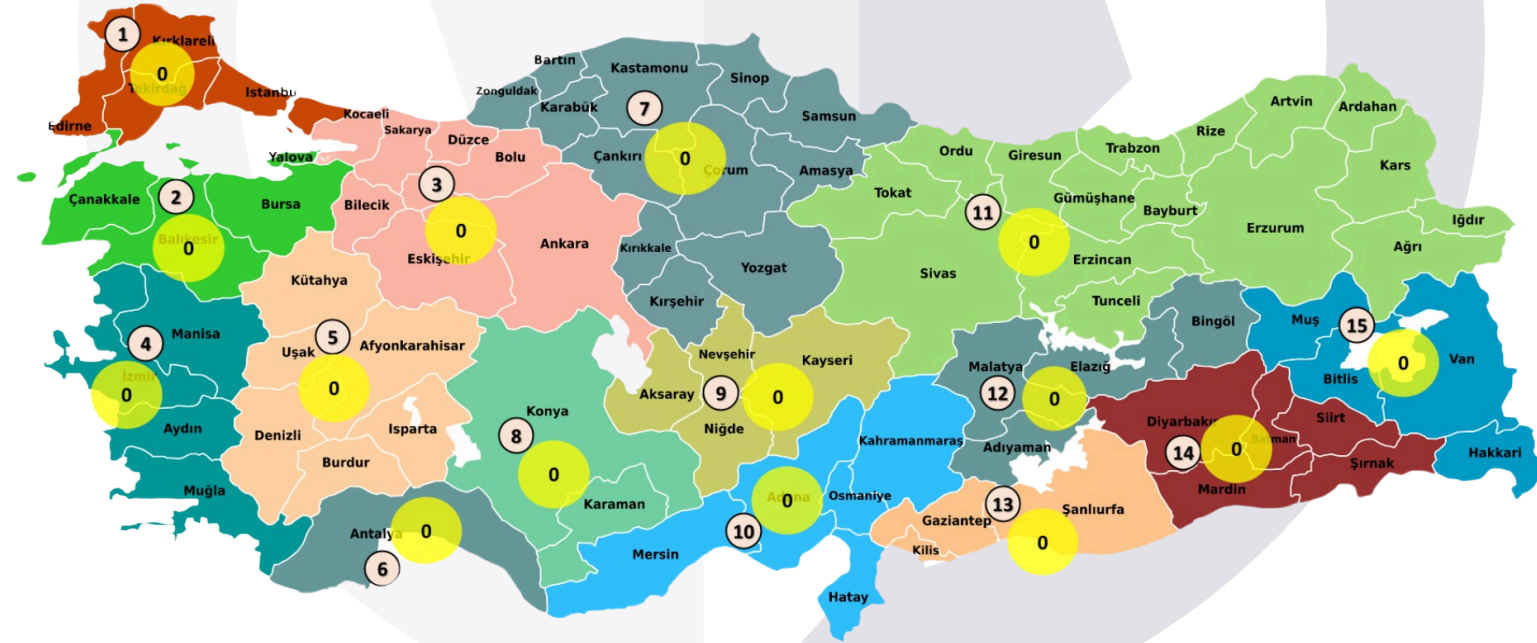 1
Kırklareli
0
Tekirdağ
İstanbu
Edirne
Kocaeli
Sakarya
Düzce
Bolu
Yalova
3
Bilecik
0
Eskişehir
Ankara
Çanakkale
2
Bursa
Balıkesir
0
Bartın
Kastamonu
Sinop
Zonguldak
Karabük
7
Samsun
Çankırı
0
Çorum
Amasya
Kırıkkale
Yozgat
Kırşehir
Artvin
Ardahan
Rize
Ordu
Giresun
Trabzon
Kars
Tokat
11
Gümüşhane
Bayburt
Iğdır
Erzurum
Ağrı
0
Sivas
Erzincan
Tunceli
Manisa
4
İzmir
0
Aydın
Muğla
Kütahya
5
Uşak
Afyonkarahisar
0
Denizli
Isparta
Burdur
Antalya
0
6
Konya
8
0
Karaman
Nevşehir
Kayseri
Aksaray
9
0
Niğde
Kahramanmaraş
Adana
0
Osmaniye
10
Mersin
Hatay
Bingöl
Malatya
Elazığ
12
0
Adıyaman
13
Gaziantep
Şanlıurfa
Kilis
0
Muş
15
Van
0
Bitlis
Hakkari
Siirt
Diyarbakır
Batman
0
14
Şırnak
Mardin